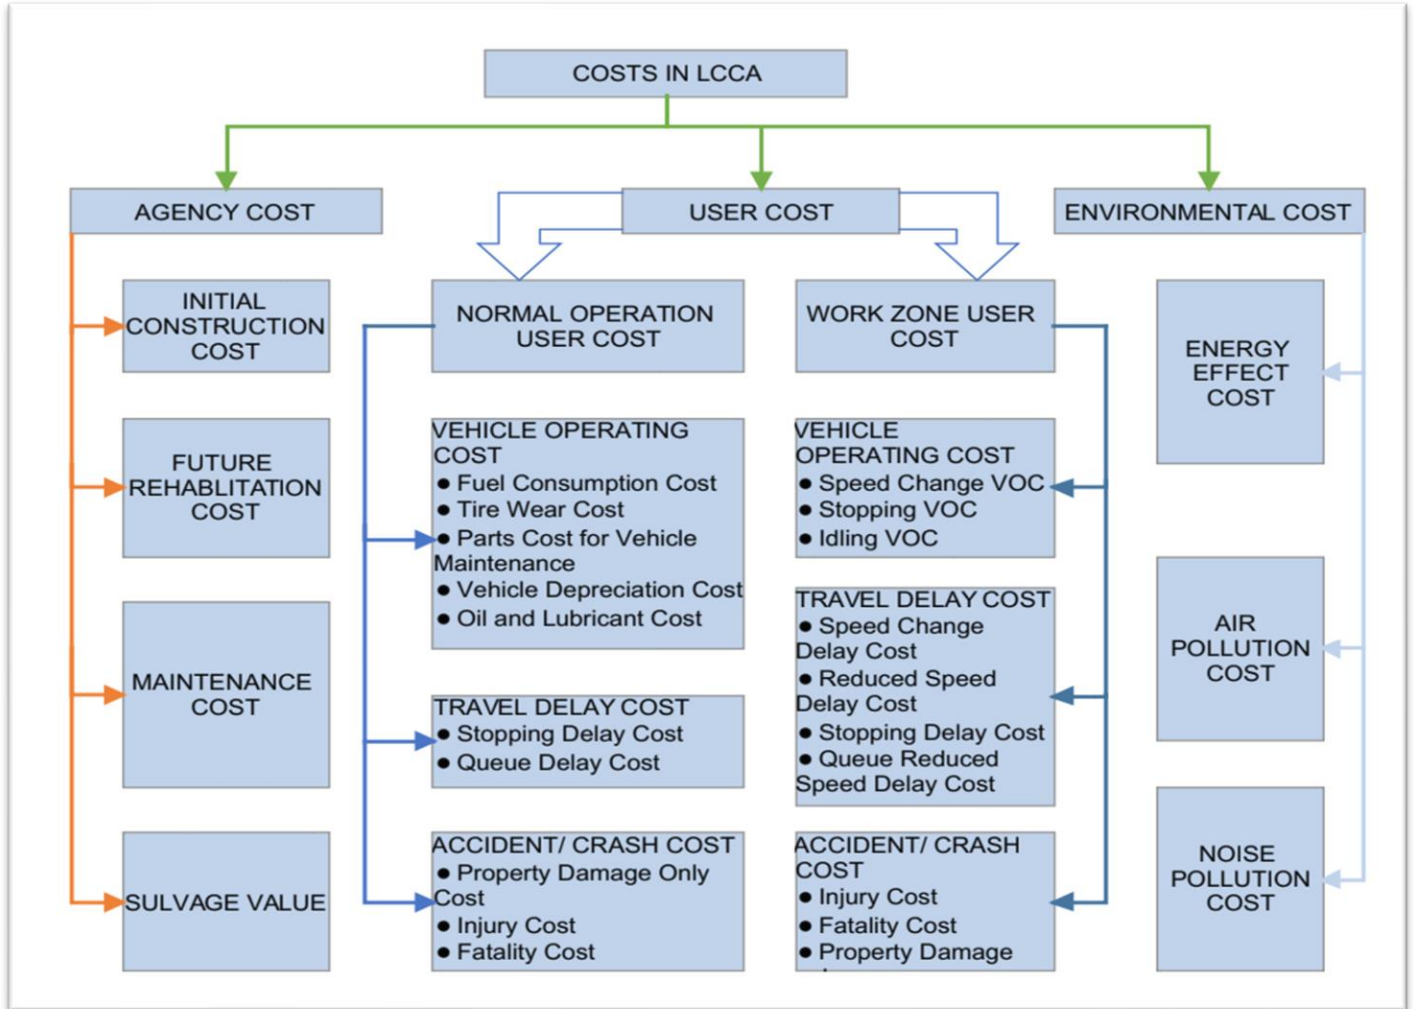 COSTS IN LCCA
AGENCY COST
USER COST
ENVIRONMENTAL COST
INITIAL
CONSTRUCTION
COST
FUTURE
REHABLITATION
COST
MAINTENANCE
COST
SULVAGE VALUE
NORMAL OPERATION
USER COST
VEHICLE OPERATING
COST
● Fuel Consumption Cost
● Tire Wear Cost
● Parts Cost for Vehicle
Maintenance
● Vehicle Depreciation Cost
● Oil and Lubricant Cost
TRAVEL DELAY COST
● Stopping Delay Cost
● Queue Delay Cost
ACCIDENT/ CRASH COST
● Property Damage Only
Cost
● Injury Cost
● Fatality Cost
WORK ZONE USER
COST
VEHICLE
OPERATING COST
● Speed Change VOC
● Stopping VOC
● Idling VOC
TRAVEL DELAY COST
● Speed Change
Delay Cost
● Reduced Speed
Delay Cost
● Stopping Delay Cost
● Queue Reduced
Speed Delay Cost
ACCIDENT/ CRASH
COST
● Injury Cost
● Fatality Cost
● Property Damage
ENERGY
EFFECT
COST
AIR
POLLUTION
COST
NOISE
POLLUTION
COST